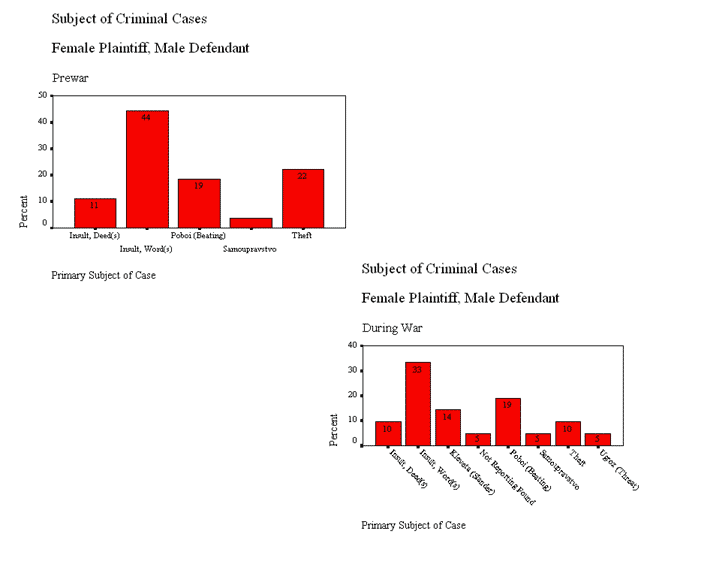 Subject of Criminal Cases
Female Plaintiff, Male Defendant
Prewar
50
40
30
20
10
0
Percent
11
44
19
22
Insult, Deed(s)
Insult, Word(s)
Poboi (Beating)
Samoupravstvo
Theft
Primary Subject of Case
Subject of Criminal Cases
Female Plaintiff, Male Defendant
During War
40
30
20
10
0
Percent
10
33
14
5
19
5
10
5
Insult, Deed(s)
Insult, Word(s)
Kleveta (Slander)
Not Reporting Found
Poboi (Beating)
Samoupravstvo
Theft
Ugroz (Threat)
Primary Subject of Case